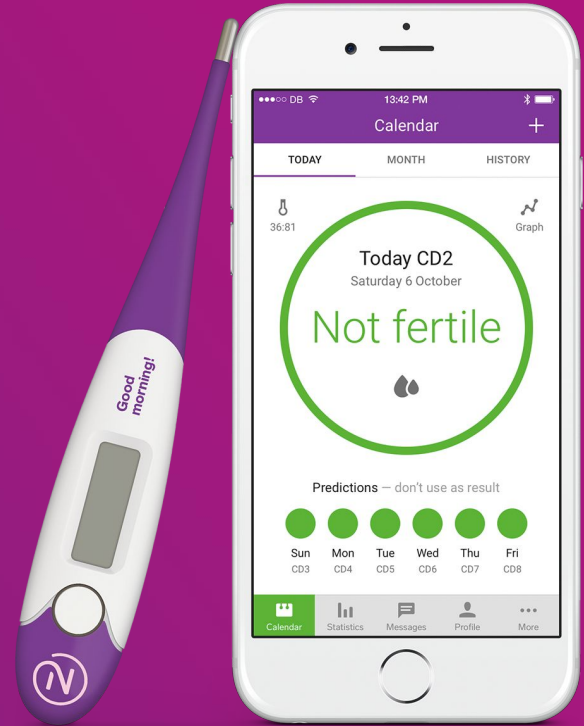 Good
morning!
DB 13:42 PM
Calendar
+
TODAY MONTH HISTORY
36:81 Graph
Today CD2
Saturday 6 October
Not fertile
Predictions — don't use as result
Sun Mon Tue Wed Thu Fri
CD3 CD4 CD5 CD6 CD7 CD8
Calendar Statistics Messages Profile More
N